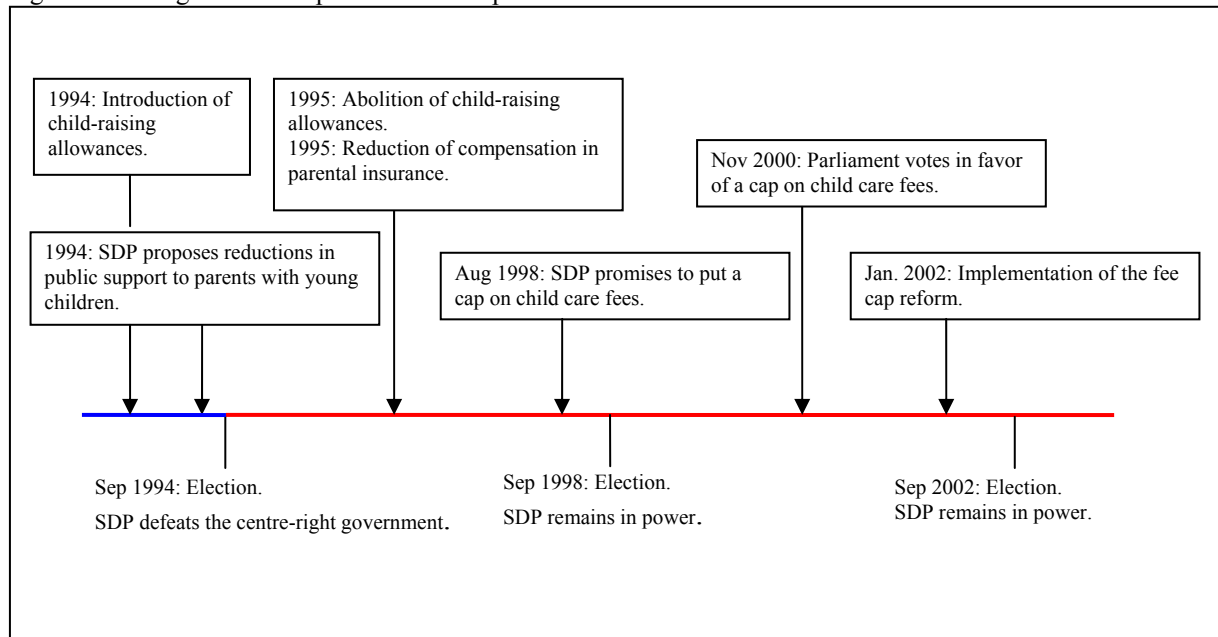 1994: Introduction of
child-raising
allowances.
1995: Abolition of child-raising
allowances.
1995: Reduction of compensation in
parental insurance.
Nov 2000: Parliament votes in favor
of a cap on child care fees.
1994: SDP proposes reductions in
public support to parents with young
children.
Aug 1998: SDP promises to put a
cap on child care fees.
Jan. 2002: Implementation of the fee
cap reform.
Sep 1994: Election.
SDP defeats the centre-right government.
Sep 1998: Election.
SDP remains in power.
Sep 2002: Election.
SDP remains in power.